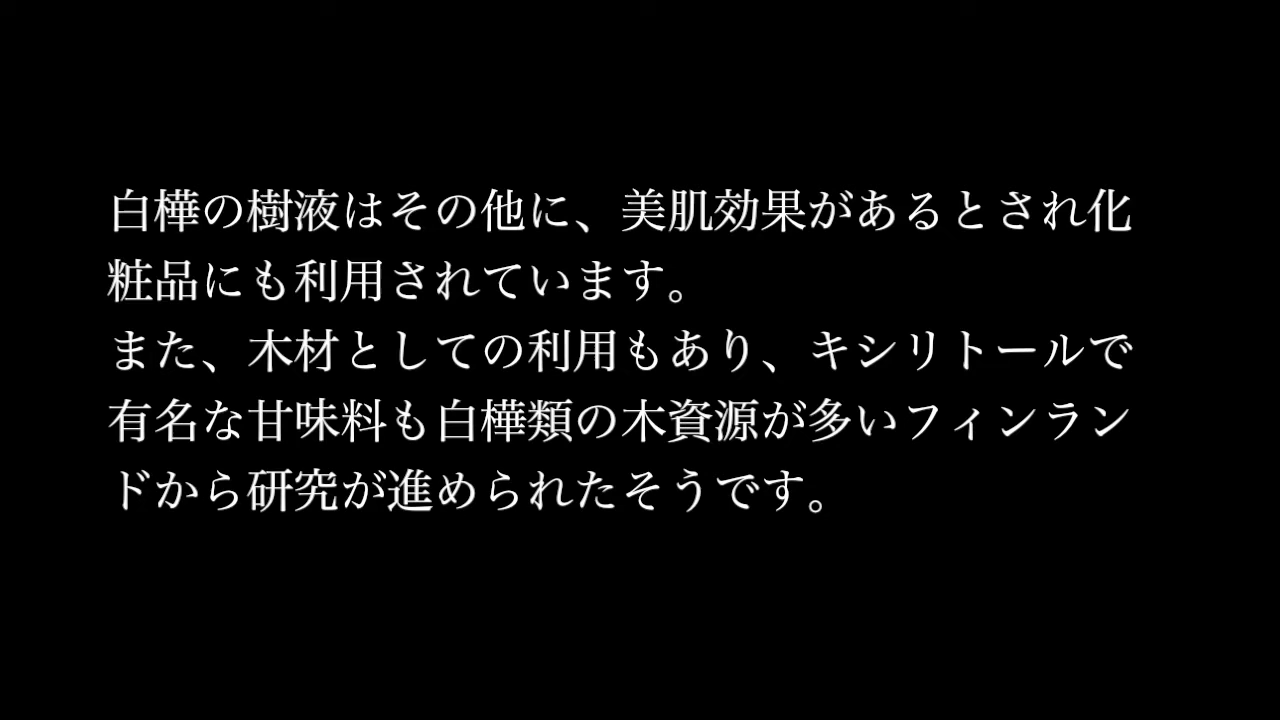 白樺の樹液はその他に、美肌効果があるとされ化
粧品にも利用されています。
また、木材としての利用もあり、キシリトールで
有名な甘味料も白樺類の木資源が多いフィンラン
ドから研究が進められたそうです。